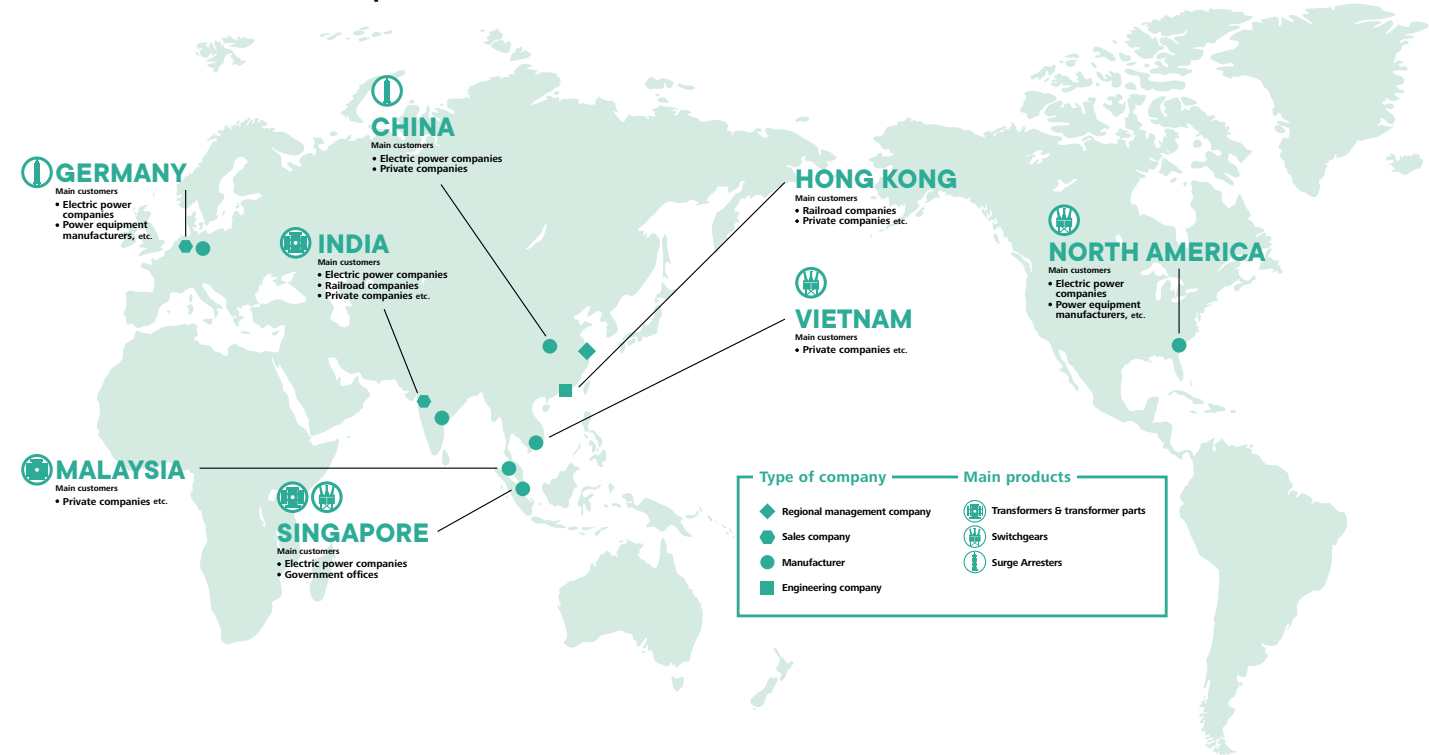 CHINA
Main customers
• Electric power companies
• Private companies
GERMANY
Main customers
• Electric power
companies
• Power equipment
manufacturers, etc.
INDIA
Main customers
• Electric power companies
• Railroad companies
• Private companies etc.
HONG KONG
Main customers
• Railroad companies
• Private companies etc.
VIETNAM
Main customers
• Private companies etc.
NORTH AMERICA
Main customers
• Electric power
companies
• Power equipment
manufacturers, etc.
MALAYSIA
Main customers
• Private companies etc.
SINGAPORE
Main customers
• Electric power companies
• Government offices
Type of company
Regional management company
Sales company
Manufacturer
Engineering company
Main products
Transformers & transformer parts
Switchgears
Surge Arresters